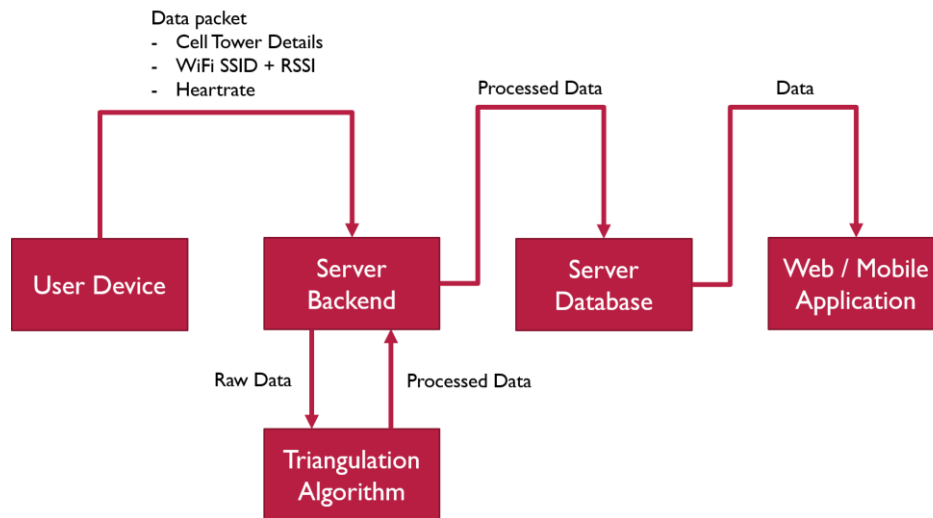 Data packet
- Cell Tower Details
- WiFi SSID + RSSI
- Heartrate
Processed Data
Data
User Device
Server
Backend
Server
Database
Web / Mobile
Application
Raw Data
Processed Data
Triangulation
Algorithm